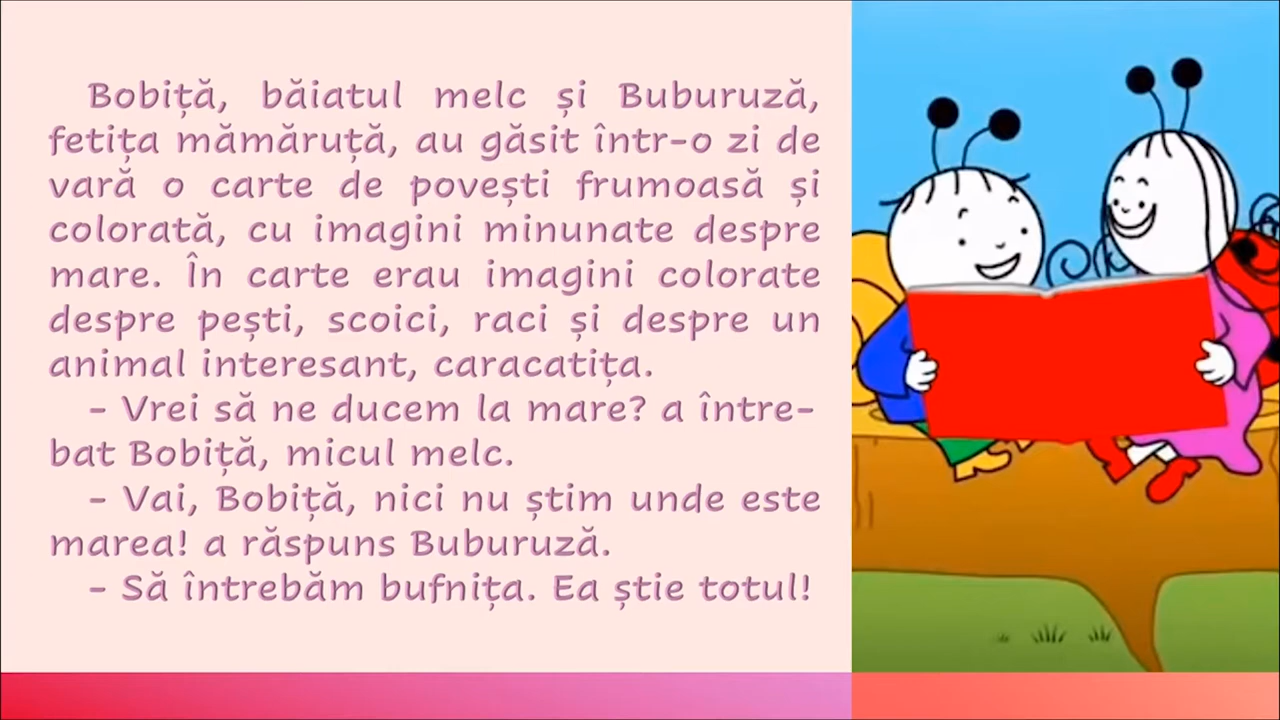 Bobiță, băiatul melc și Buburuză,
fetița mămăruță, au găsit într-o zi de
vară o carte de povești frumoasă și
colorată, cu imagini minunate despre
mare. În carte erau imagini colorate
despre pești, scoici, raci și despre un
animal interesant, caracatița.
- Vrei să ne ducem la mare? a între-
bat Bobiță, micul melc.
- Vai, Bobiță, nici nu știm unde este
marea! a răspuns Buburuză.
- Să întrebăm bufnița. Ea știe totul!